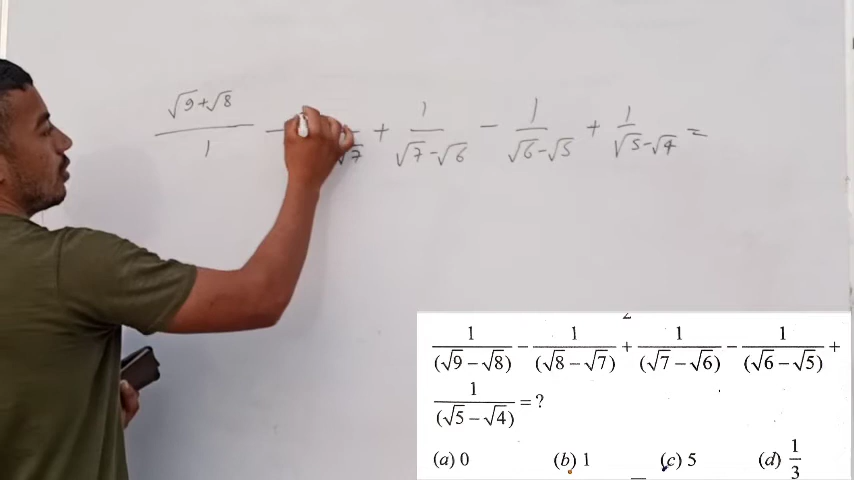 √9+√8 / 1 - /√7 + 1/√7-√6 - 1/√6-√5 + 1/√5-√4 =
1/(√9-√8) - 1/(√8-√7) + 1/(√7-√6) - 1/(√6-√5) +
1/(√5-√4) = ?
(a) 0 (b) 1 (c) 5 (d) 1/3